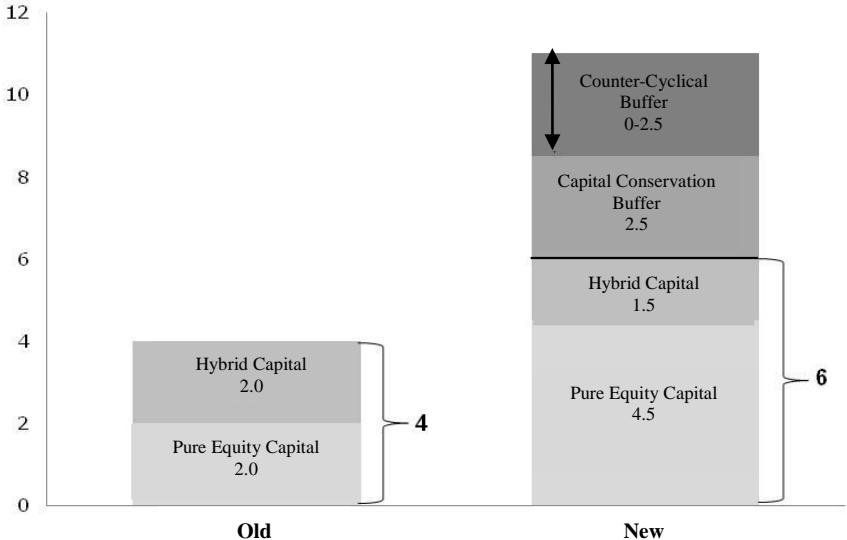 12
10
8
6
4
2
0
Hybrid Capital
2.0
Pure Equity Capital
2.0
4
Old
Counter-Cyclical
Buffer
0-2.5
Capital Conservation
Buffer
2.5
Hybrid Capital
1.5
Pure Equity Capital
4.5
6
New